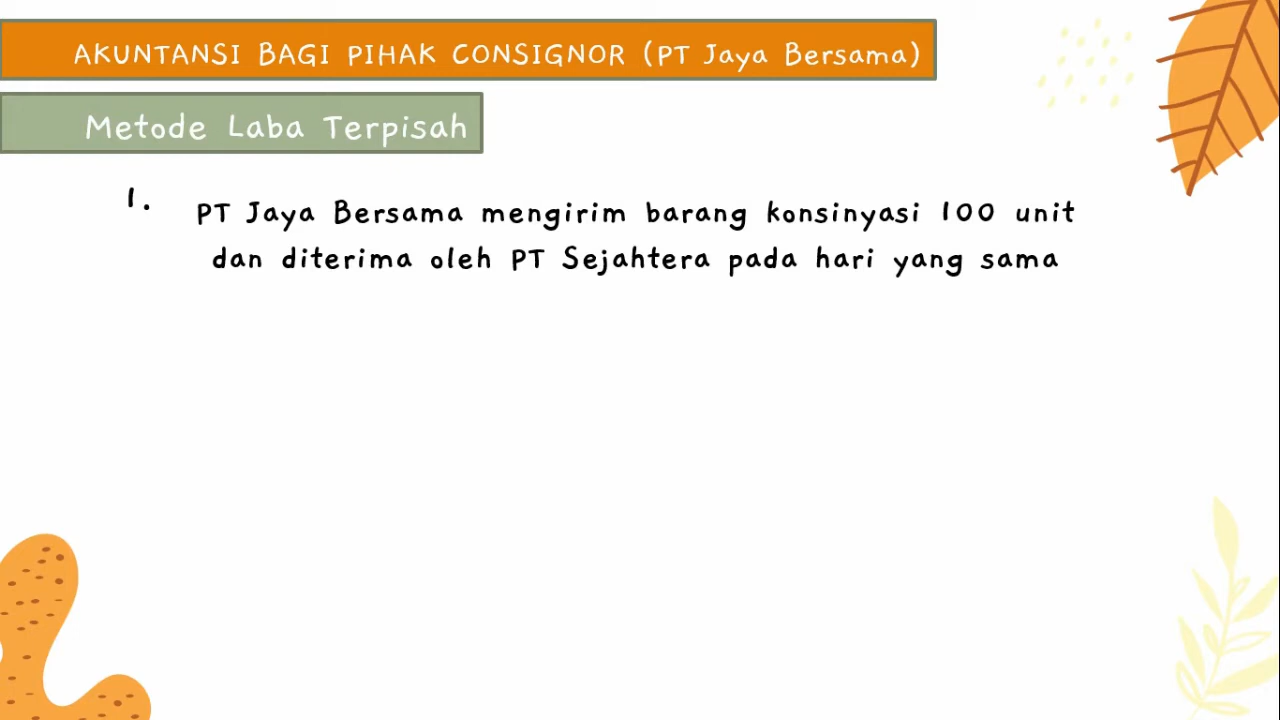 AKUNTANSI BAGI PIHAK CONSIGNOR (PT Jaya Bersama)
Metode Laba Terpisah
1. PT Jaya Bersama mengirim barang konsinyasi 100 unit
dan diterima oleh PT Sejahtera pada hari yang sama